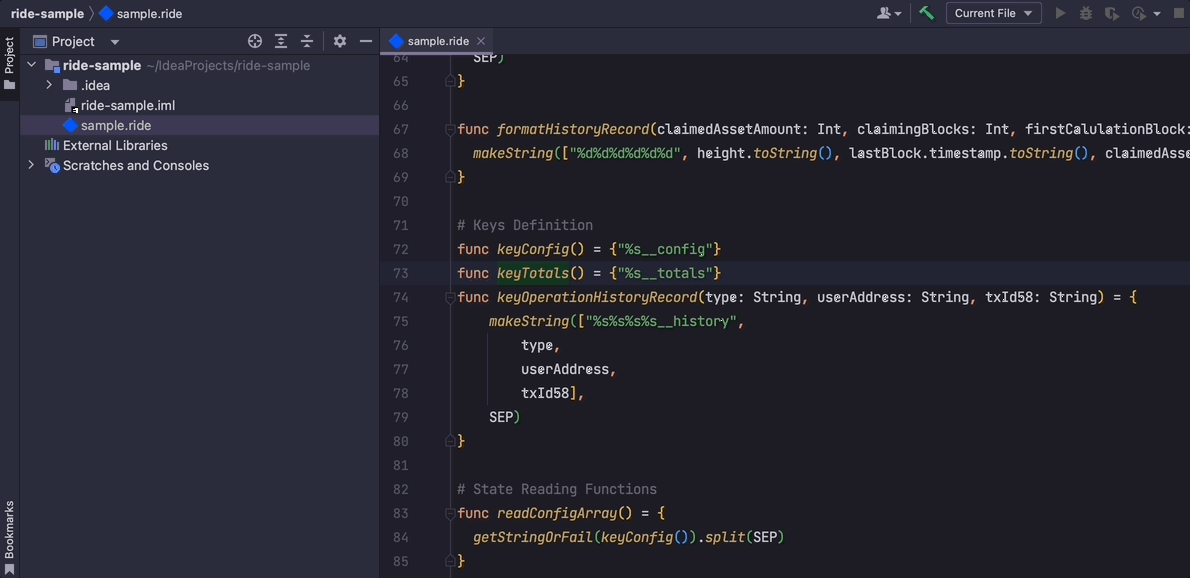 ride-sample
sample.ride
Current File
Project
sample.ride
Project
ride-sample ~/IdeaProjects/ride-sample
.idea
ride-sample.iml
sample.ride
External Libraries
Scratches and Consoles
Bookmarks
64 SEP)
65 }
66
67 func formatHistoryRecord(claimedAssetAmount: Int, claimingBlocks: Int, firstCalulationBlock:
68 makeString(["%d%d%d%d%d%d", height.toString(), lastBlock.timestamp.toString(), claimedAsse
69 }
70
71 # Keys Definition
72 func keyConfig() = {"%s__config"}
73 func keyTotals() = {"%s__totals"}
74 func keyOperationHistoryRecord(type: String, userAddress: String, txId58: String) = {
75 makeString(["%s%s%s%s__history",
76 type,
77 userAddress,
78 txId58],
79 SEP)
80 }
81
82 # State Reading Functions
83 func readConfigArray() = {
84 getStringOrFail(keyConfig()).split(SEP)
85 }